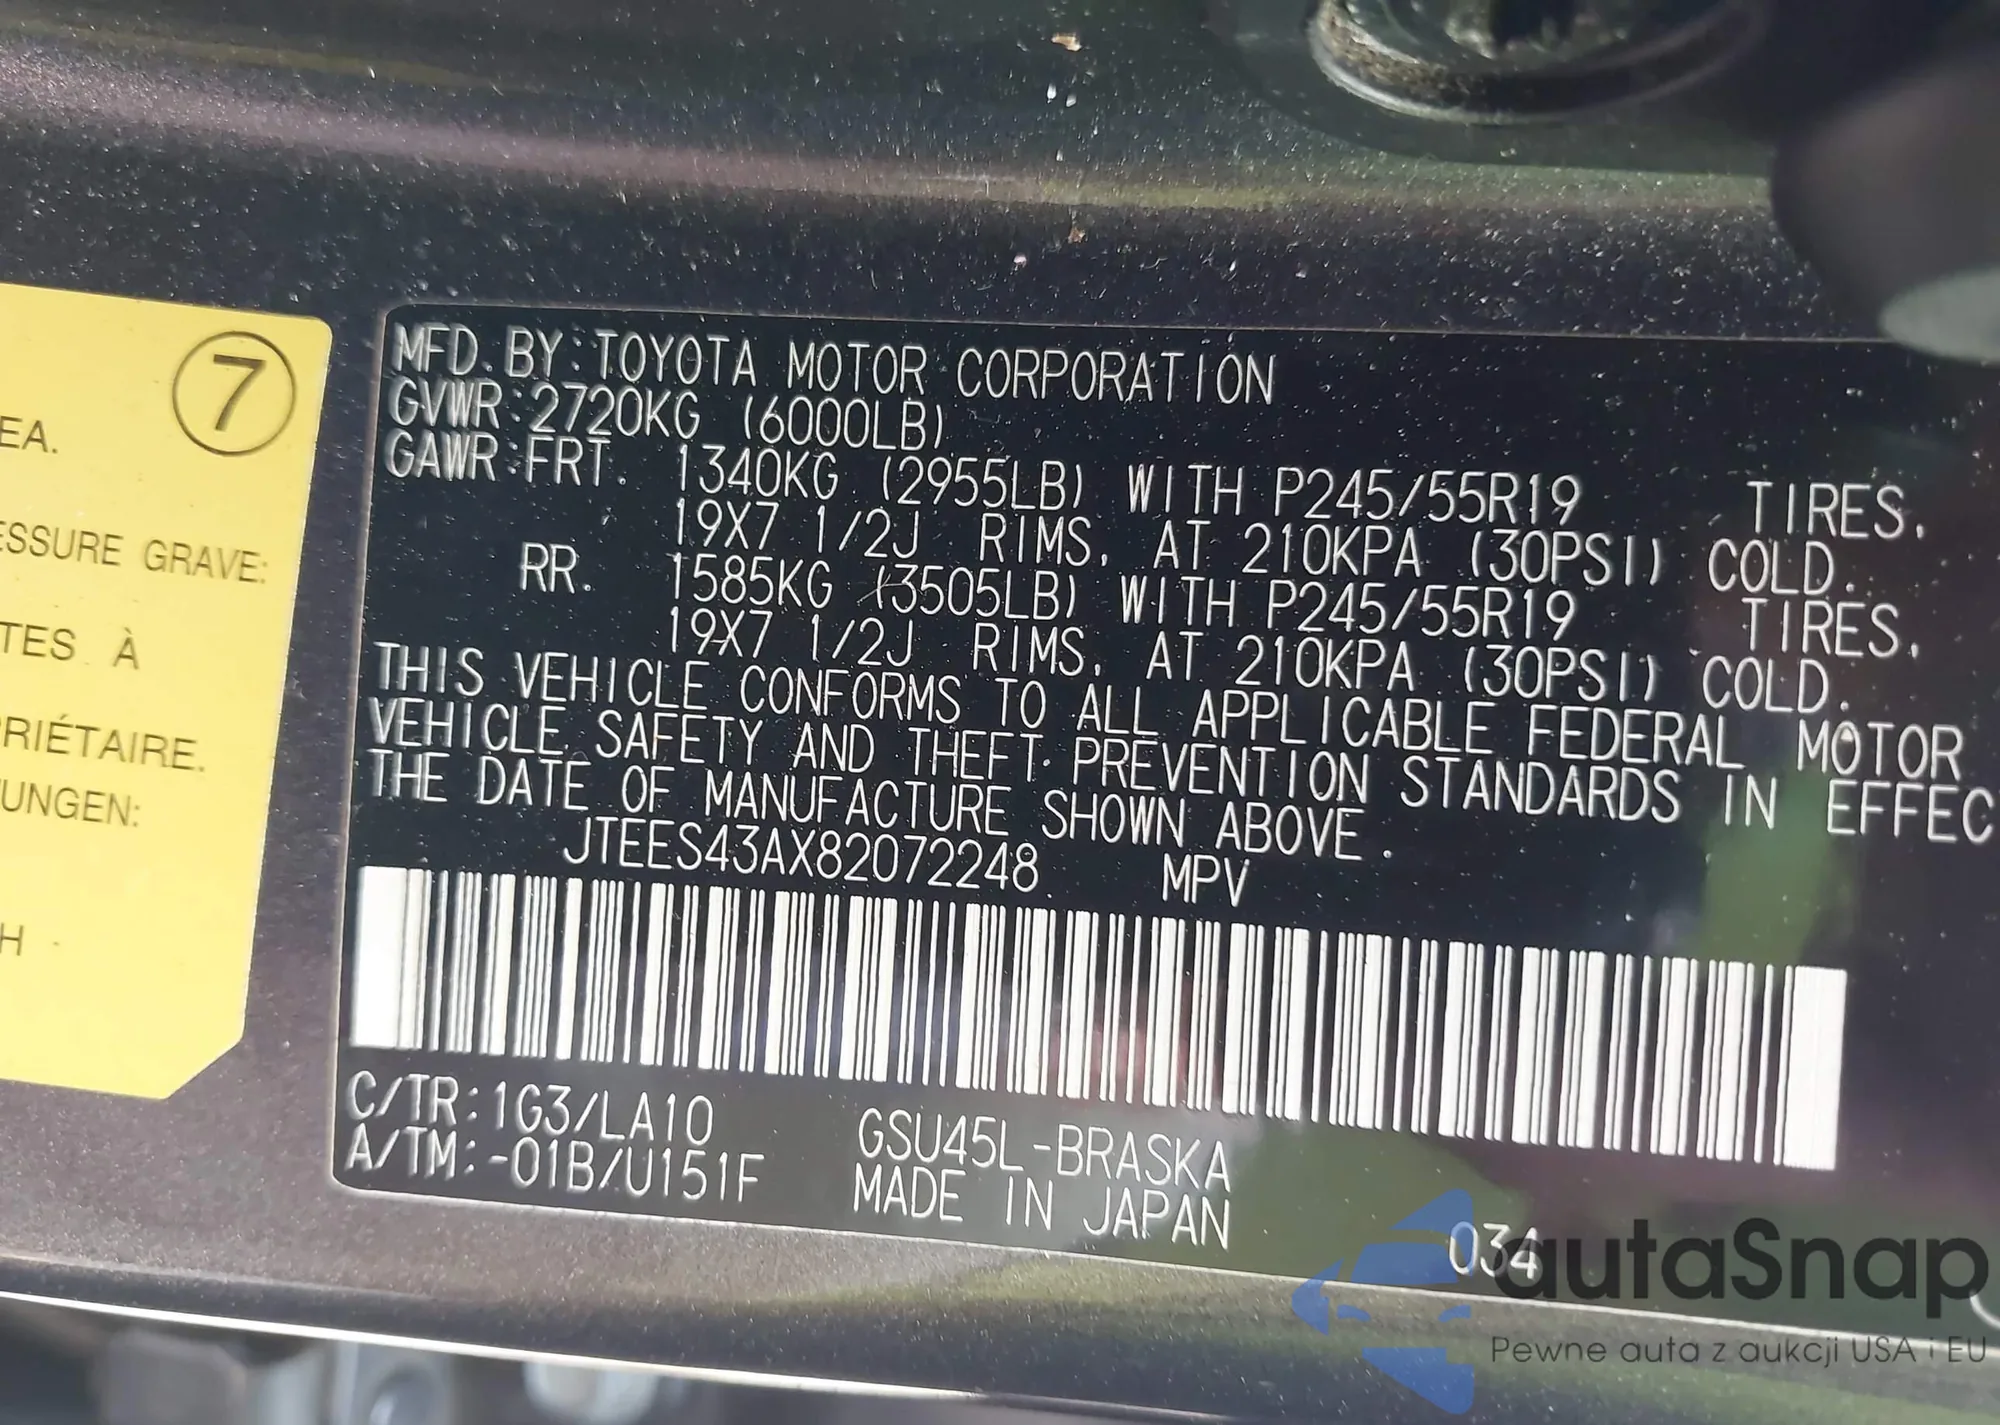 7
EA.
ESSURE GRAVE:
TES À
PRIÉTAIRE.
UNGEN:
H
MFD. BY: TOYOTA MOTOR CORPORATION
GVWR: 2720KG (6000LB)
GAWR: FRT. 1340KG (2955LB) WITH P245/55R19 TIRES,
19X7 1/2J RIMS, AT 210KPA (30PSI) COLD.
RR. 1585KG (3505LB) WITH P245/55R19 TIRES,
19X7 1/2J RIMS, AT 210KPA (30PSI) COLD.
THIS VEHICLE CONFORMS TO ALL APPLICABLE FEDERAL MOTOR
VEHICLE SAFETY AND THEFT PREVENTION STANDARDS IN EFFEC
THE DATE OF MANUFACTURE SHOWN ABOVE.
JTEES43AX82072248 MPV
C/TR: 1G3/LA10 GSU45L-BRASKA
A/TM: -01B/U151F MADE IN JAPAN
034
autaSnap
Pewne auta z aukcji USA i EU